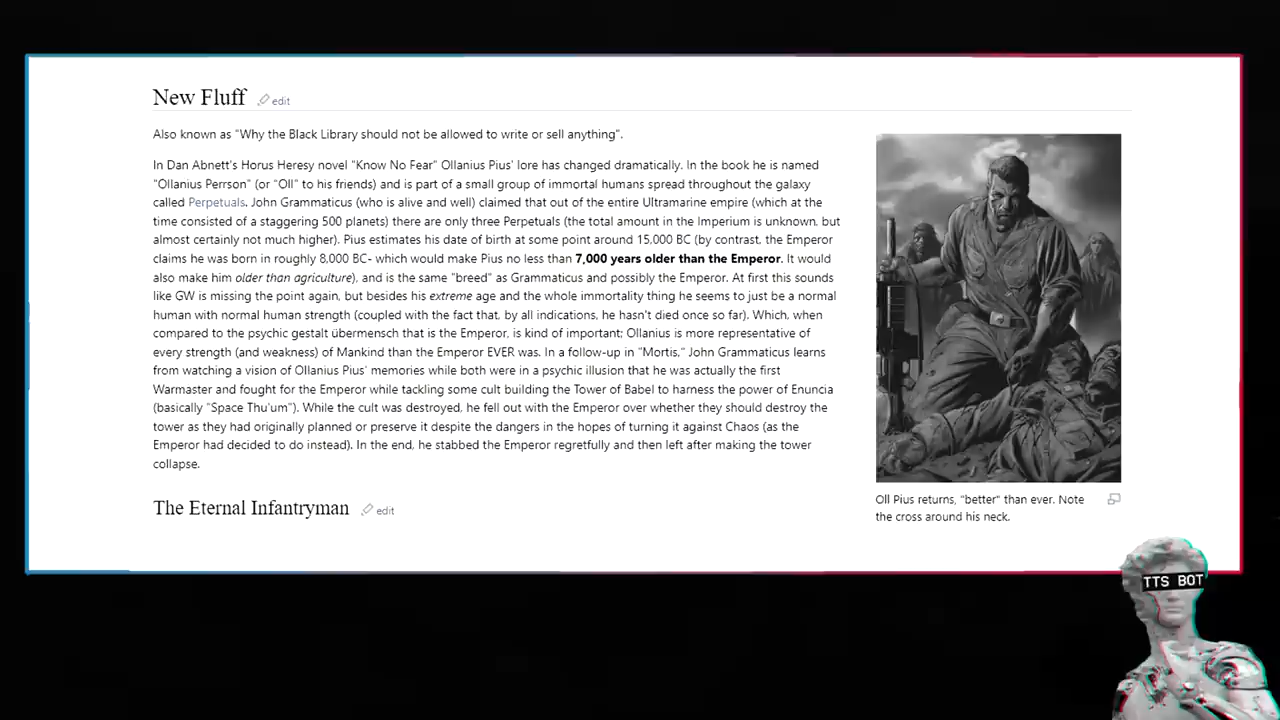 New Fluff edit
Also known as "Why the Black Library should not be allowed to write or sell anything".
In Dan Abnett's Horus Heresy novel "Know No Fear" Ollanius Pius' lore has changed dramatically. In the book he is named
"Ollanius Perrson" (or "Oll" to his friends) and is part of a small group of immortal humans spread throughout the galaxy
called Perpetuals. John Grammaticus (who is alive and well) claimed that out of the entire Ultramarine empire (which at the
time consisted of a staggering 500 planets) there are only three Perpetuals (the total amount in the Imperium is unknown, but
almost certainly not much higher). Pius estimates his date of birth at some point around 15,000 BC (by contrast, the Emperor
claims he was born in roughly 8,000 BC- which would make Pius no less than 7,000 years older than the Emperor. It would
also make him older than agriculture), and is the same "breed" as Grammaticus and possibly the Emperor. At first this sounds
like GW is missing the point again, but besides his extreme age and the whole immortality thing he seems to just be a normal
human with normal human strength (coupled with the fact that, by all indications, he hasn't died once so far). Which, when
compared to the psychic gestalt übermensch that is the Emperor, is kind of important; Ollanius is more representative of
every strength (and weakness) of Mankind than the Emperor EVER was. In a follow-up in "Mortis," John Grammaticus learns
from watching a vision of Ollanius Pius' memories while both were in a psychic illusion that he was actually the first
Warmaster and fought for the Emperor while tackling some cult building the Tower of Babel to harness the power of Enuncia
(basically "Space Thu'um"). While the cult was destroyed, he fell out with the Emperor over whether they should destroy the
tower as they had originally planned or preserve it despite the dangers in the hopes of turning it against Chaos (as the
Emperor had decided to do instead). In the end, he stabbed the Emperor regretfully and then left after making the tower
collapse.
Oll Pius returns, "better" than ever. Note
the cross around his neck.
The Eternal Infantryman edit
TTS BOT